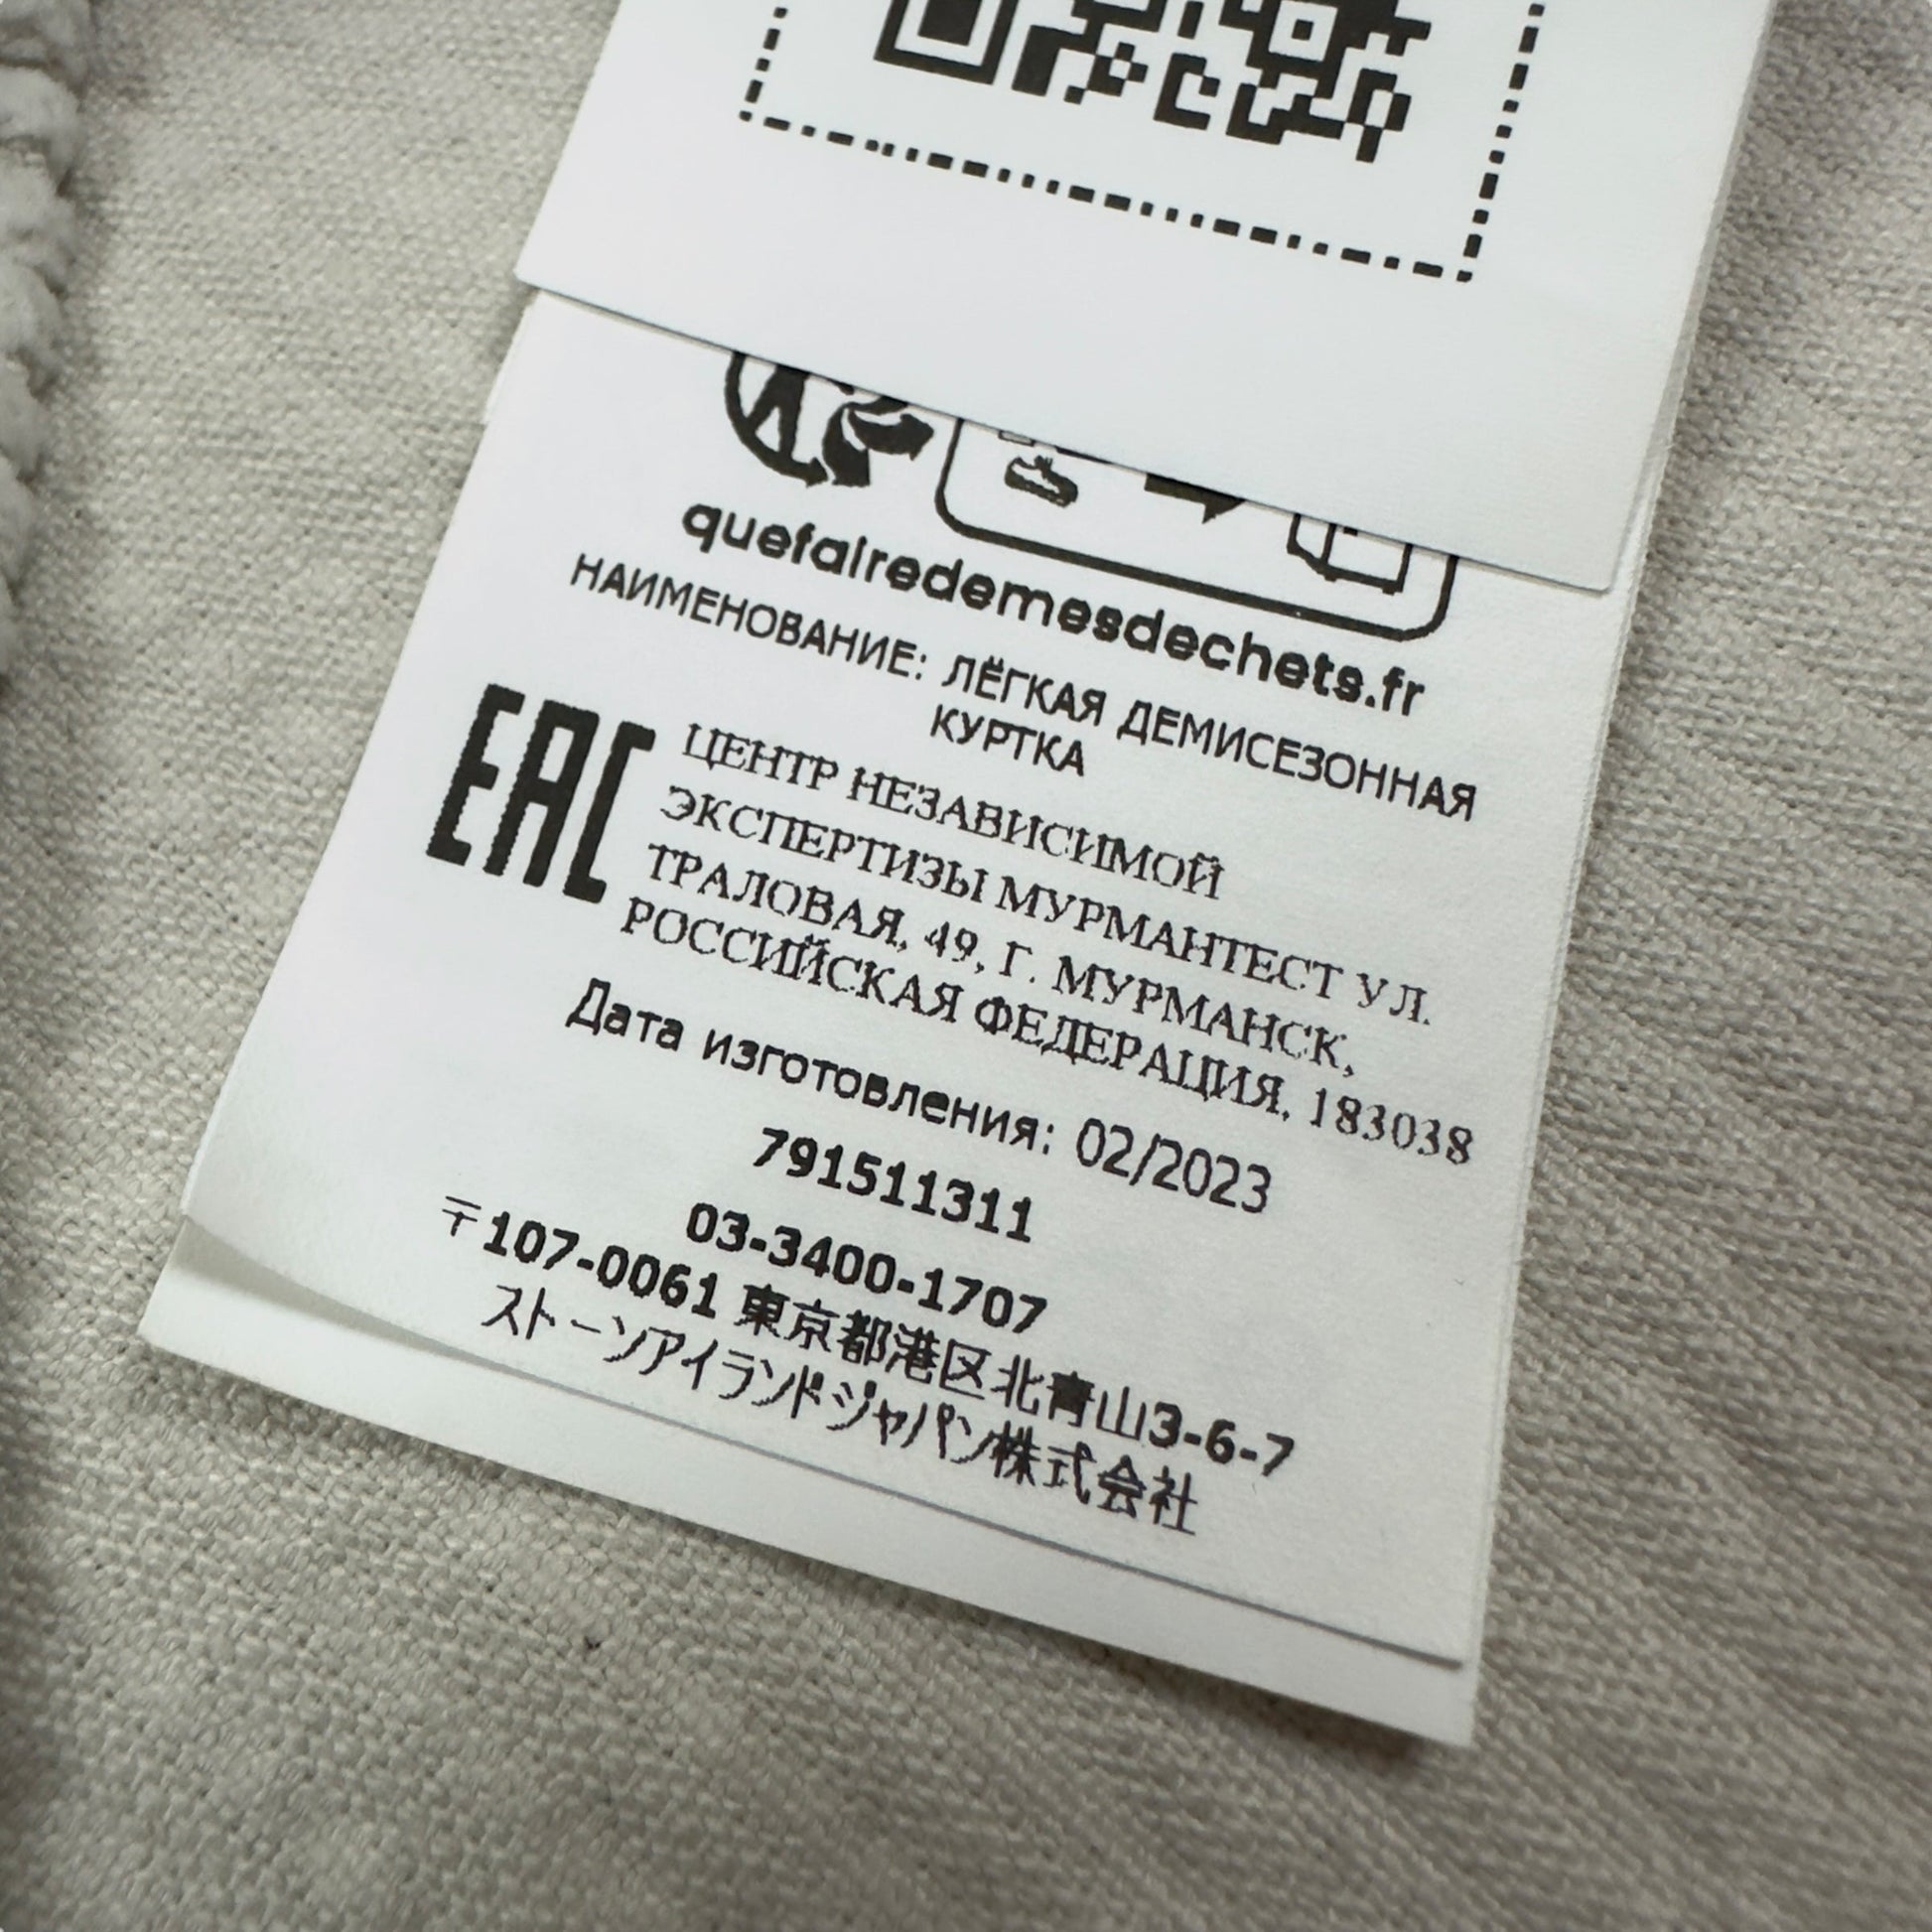 quefairedemesdechets.fr
НАИМЕНОВАНИЕ: ЛЁГКАЯ ДЕМИСЕЗОННАЯ
КУРТКА
EAC
ЦЕНТР НЕЗАВИСИМОЙ
ЭКСПЕРТИЗЫ МУРМАНТЕСТ УЛ.
ТРАЛОВАЯ, 49, Г. МУРМАНСК,
РОССИЙСКАЯ ФЕДЕРАЦИЯ, 183038
Дата изготовления: 02/2023
791511311
03-3400-1707
〒107-0061 東京都港区北青山3-6-7
ストーンアイランドジャパン株式会社